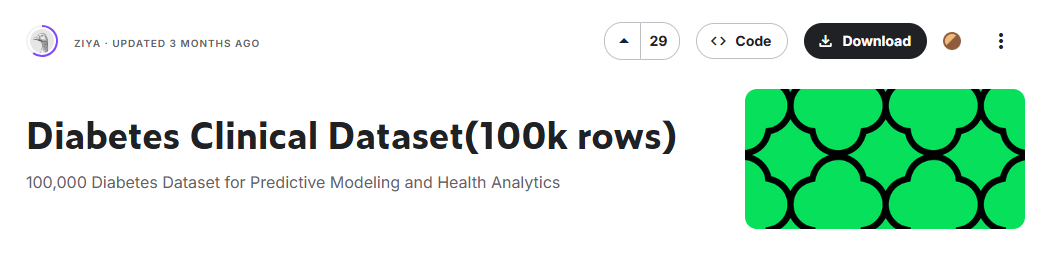 ZIYA · UPDATED 3 MONTHS AGO
29
Code
Download
Diabetes Clinical Dataset(100k rows)
100,000 Diabetes Dataset for Predictive Modeling and Health Analytics